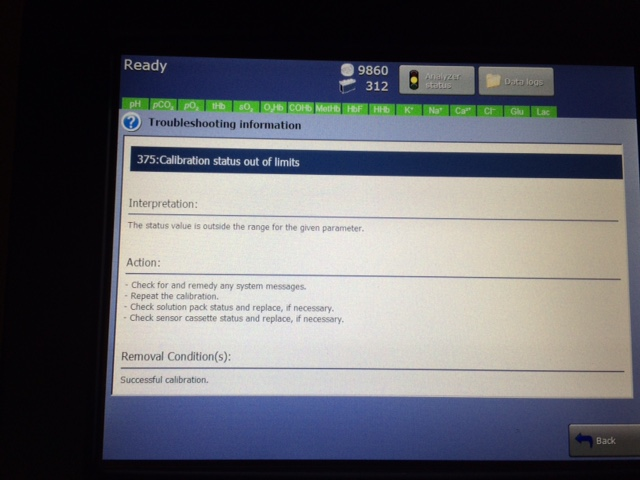 Ready
9860
312
Analyzer status
Data logs
pH pCO₂ pO₂ tHb sO₂ O₂Hb COHb MetHb HbF HHb K⁺ Na⁺ Ca²⁺ Cl⁻ Glu Lac
? Troubleshooting information
375:Calibration status out of limits
Interpretation:
The status value is outside the range for the given parameter.
Action:
- Check for and remedy any system messages.
- Repeat the calibration.
- Check solution pack status and replace, if necessary.
- Check sensor cassette status and replace, if necessary.
Removal Condition(s):
Successful calibration.
Back